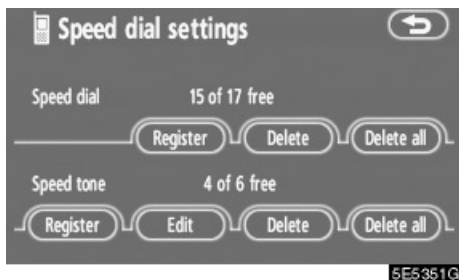 Speed dial settings
Speed dial 15 of 17 free
Register Delete Delete all
Speed tone 4 of 6 free
Register Edit Delete Delete all
5E5351G